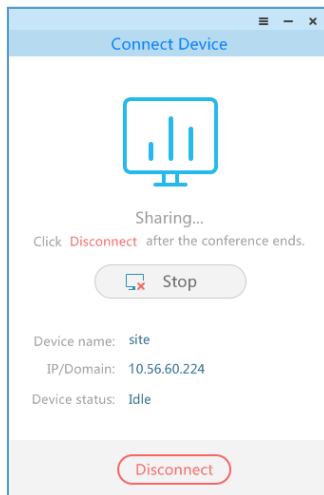 Connect Device
Sharing...
Click Disconnect after the conference ends.
Stop
Device name: site
IP/Domain: 10.56.60.224
Device status: Idle
Disconnect